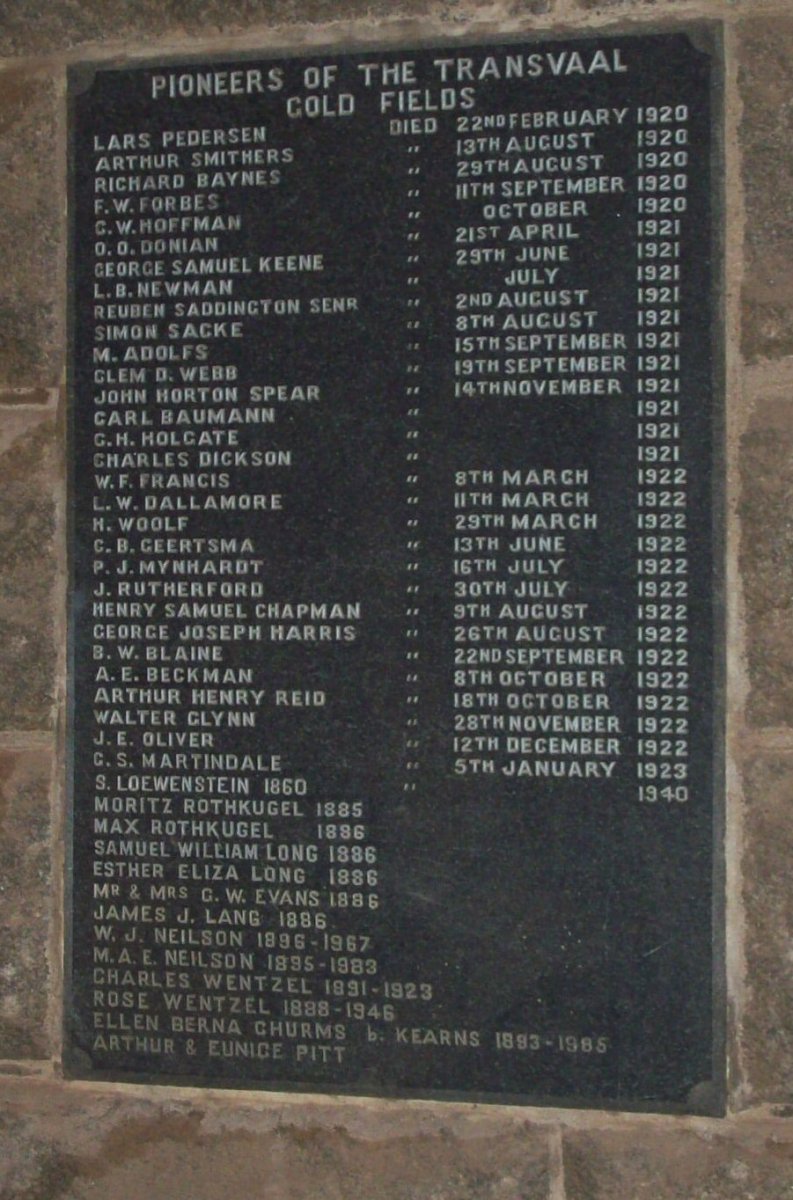 PIONEERS OF THE TRANSVAAL
GOLD FIELDS
LARS PEDERSEN DIED 22ND FEBRUARY 1920
ARTHUR SMITHERS " 13TH AUGUST 1920
RICHARD BAYNES " 29TH AUGUST 1920
F.W. FORBES " 11TH SEPTEMBER 1920
C.W. HOFFMAN " OCTOBER 1920
O.O. DONIAN " 21ST APRIL 1921
GEORGE SAMUEL KEENE " 29TH JUNE 1921
L.B. NEWMAN " JULY 1921
REUBEN SADDINGTON SENR " 2ND AUGUST 1921
SIMON SACKE " 8TH AUGUST 1921
M. ADOLFS " 15TH SEPTEMBER 1921
CLEM D. WEBB " 19TH SEPTEMBER 1921
JOHN HORTON SPEAR " 14TH NOVEMBER 1921
CARL BAUMANN " 1921
C.H. HOLGATE " 1921
CHARLES DICKSON " 1921
W.F. FRANCIS " 8TH MARCH 1922
L.W. DALLAMORE " 11TH MARCH 1922
H. WOOLF " 29TH MARCH 1922
C.B. GEERTSMA " 13TH JUNE 1922
P.J. MYNHARDT " 16TH JULY 1922
J. RUTHERFORD " 30TH JULY 1922
HENRY SAMUEL CHAPMAN " 9TH AUGUST 1922
GEORGE JOSEPH HARRIS " 26TH AUGUST 1922
B.W. BLAINE " 22ND SEPTEMBER 1922
A.E. BECKMAN " 8TH OCTOBER 1922
ARTHUR HENRY REID " 18TH OCTOBER 1922
WALTER GLYNN " 28TH NOVEMBER 1922
J.E. OLIVER " 12TH DECEMBER 1922
C.S. MARTINDALE " 5TH JANUARY 1923
S. LOEWENSTEIN 1860 " 1940
MORITZ ROTHKUGEL 1885
MAX ROTHKUGEL 1886
SAMUEL WILLIAM LONG 1886
ESTHER ELIZA LONG 1886
MR & MRS G.W. EVANS 1886
JAMES J. LANG 1886
W.J. NEILSON 1896-1967
M.A.E. NEILSON 1895-1983
CHARLES WENTZEL 1891-1923
ROSE WENTZEL 1888-1946
ELLEN BERNA CHURMS b. KEARNS 1893-1985
ARTHUR & EUNICE PITT